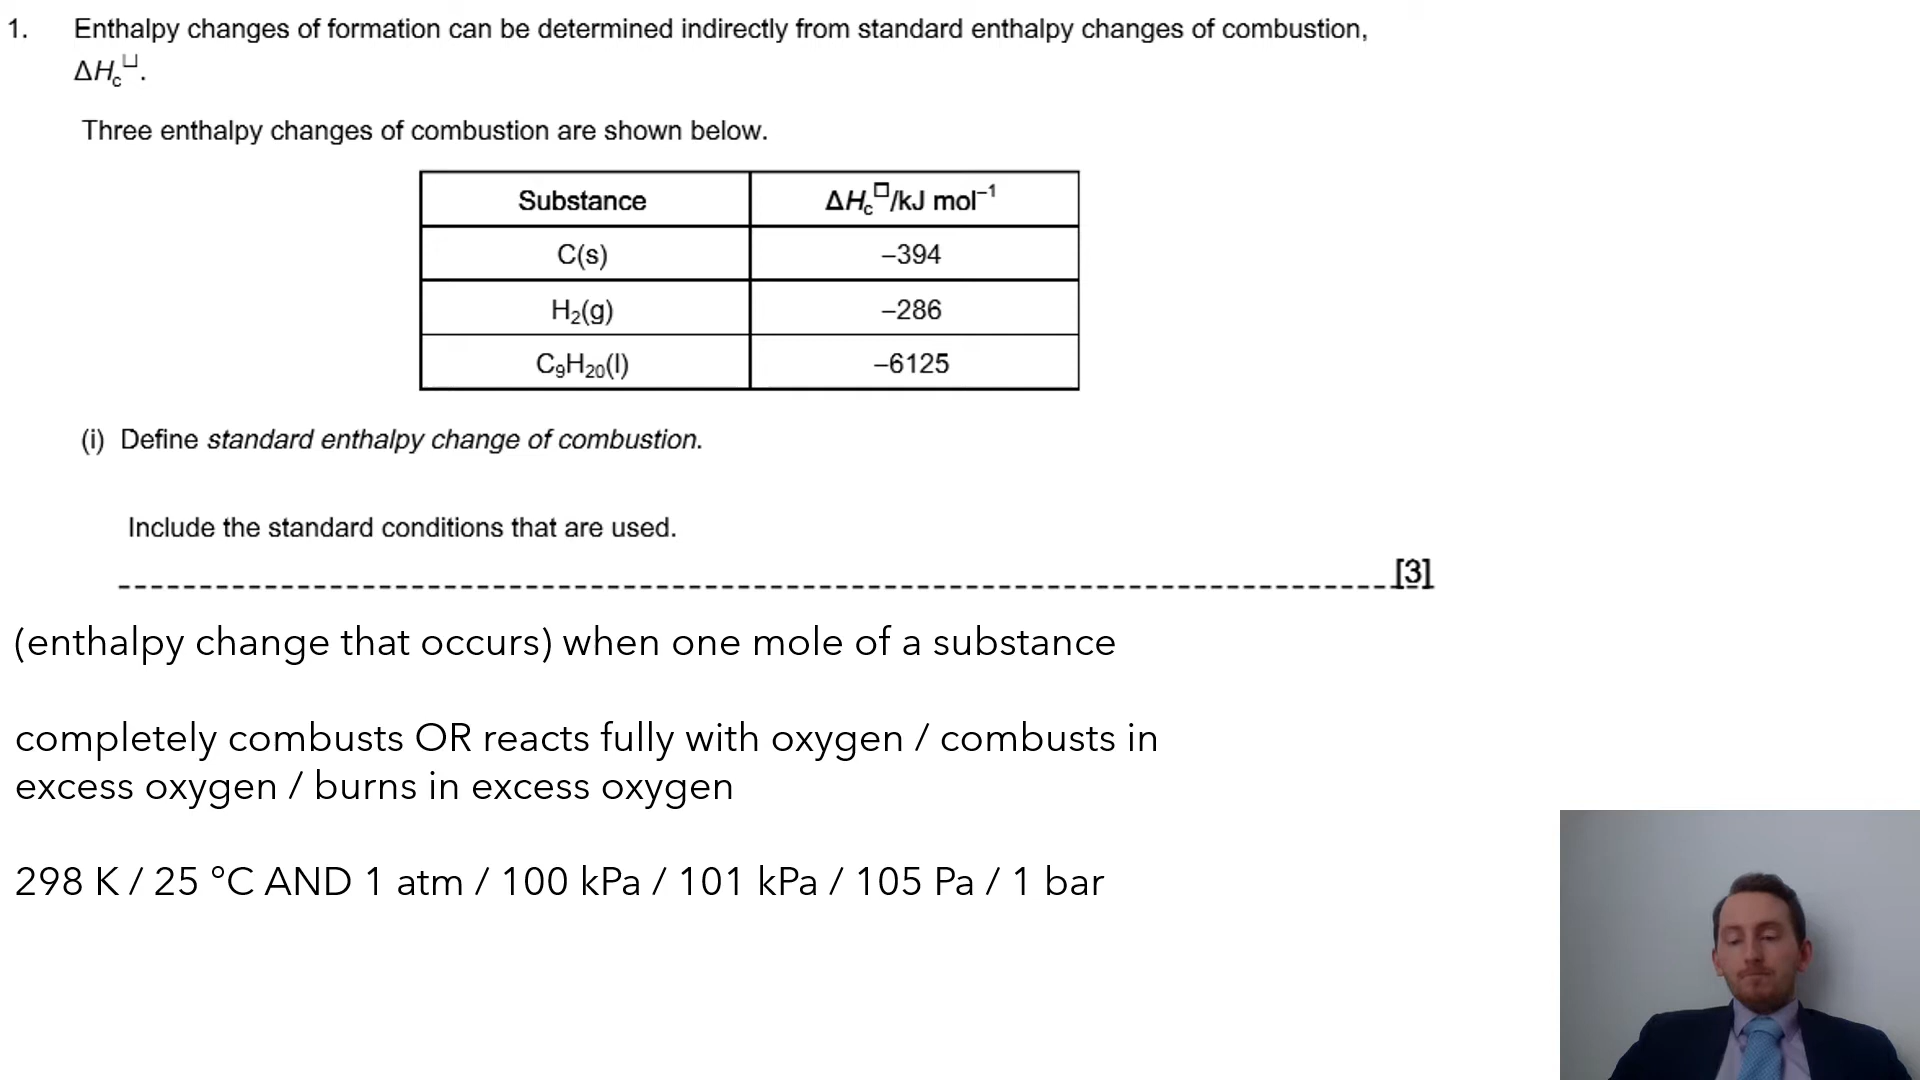 1. Enthalpy changes of formation can be determined indirectly from standard enthalpy changes of combustion,
ΔHc⊔.
Three enthalpy changes of combustion are shown below.
Substance ΔHc□/kJ mol⁻¹
C(s) –394
H₂(g) –286
C₉H₂₀(l) –6125
(i) Define standard enthalpy change of combustion.
Include the standard conditions that are used.
[3]
(enthalpy change that occurs) when one mole of a substance
completely combusts OR reacts fully with oxygen / combusts in
excess oxygen / burns in excess oxygen
298 K / 25 °C AND 1 atm / 100 kPa / 101 kPa / 105 Pa / 1 bar